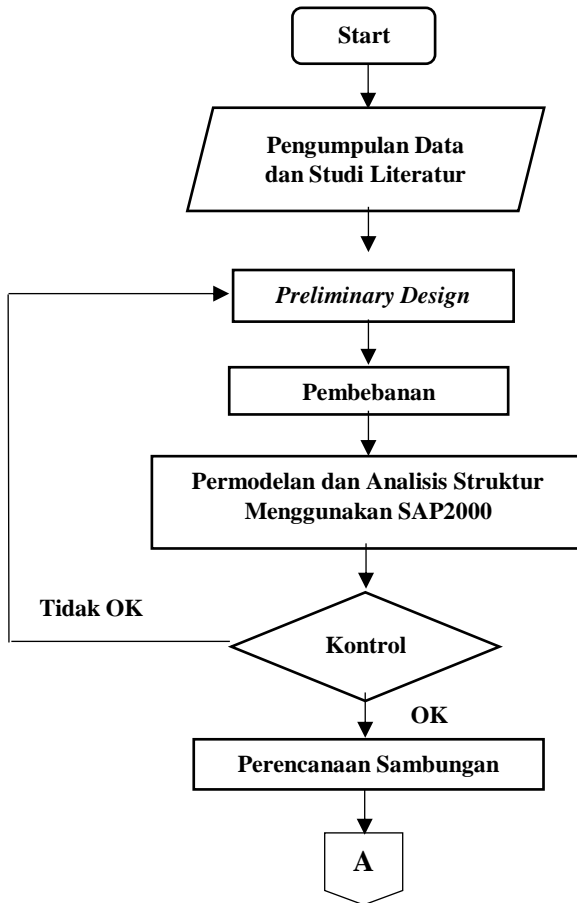 Start
Pengumpulan Data
dan Studi Literatur
Preliminary Design
Pembebanan
Permodelan dan Analisis Struktur
Menggunakan SAP2000
Tidak OK
Kontrol
OK
Perencanaan Sambungan
A